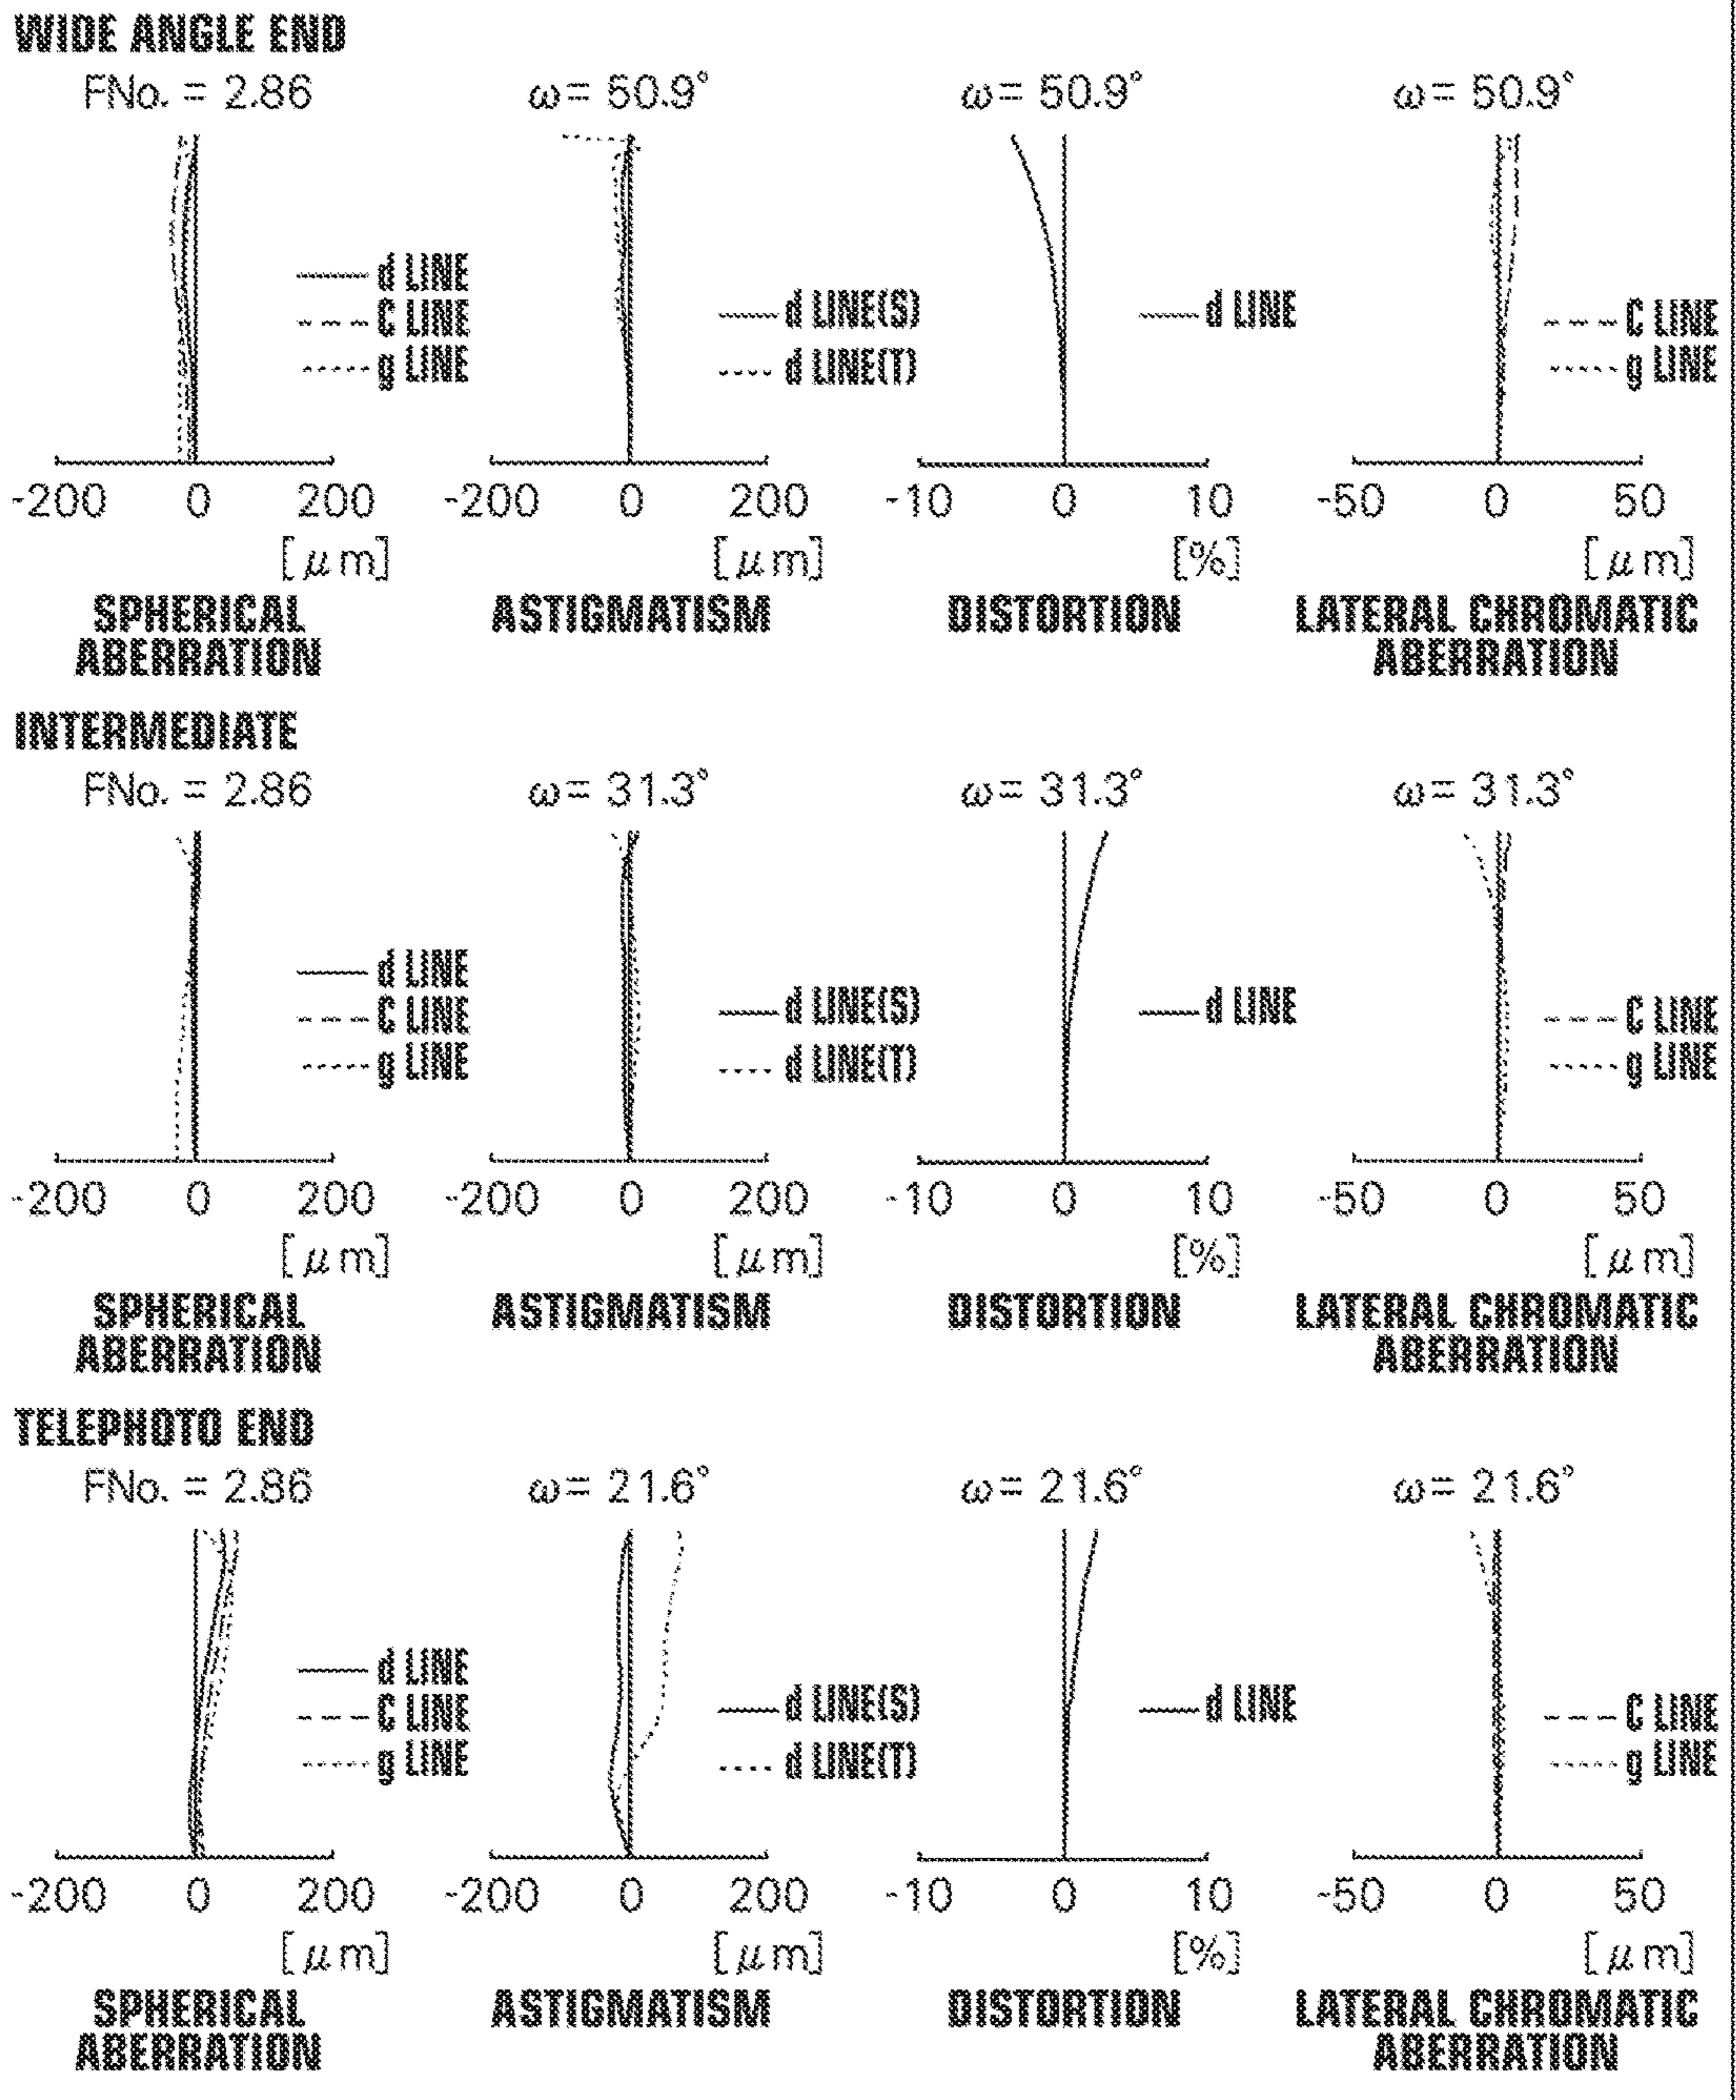 WIDE ANGLE END
FNo. = 2.86
ω = 50.9°
ω = 50.9°
ω = 50.9°
d LINE
C LINE
g LINE
d LINE(S)
d LINE(T)
d LINE
C LINE
g LINE
-200 0 200
-200 0 200
-10 0 10
-50 0 50
[μm]
[μm]
[%]
[μm]
SPHERICAL
ABERRATION
ASTIGMATISM
DISTORTION
LATERAL CHROMATIC
ABERRATION
INTERMEDIATE
FNo. = 2.86
ω = 31.3°
ω = 31.3°
ω = 31.3°
d LINE
C LINE
g LINE
d LINE(S)
d LINE(T)
d LINE
C LINE
g LINE
-200 0 200
-200 0 200
-10 0 10
-50 0 50
[μm]
[μm]
[%]
[μm]
SPHERICAL
ABERRATION
ASTIGMATISM
DISTORTION
LATERAL CHROMATIC
ABERRATION
TELEPHOTO END
FNo. = 2.86
ω = 21.6°
ω = 21.6°
ω = 21.6°
d LINE
C LINE
g LINE
d LINE(S)
d LINE(T)
d LINE
C LINE
g LINE
-200 0 200
-200 0 200
-10 0 10
-50 0 50
[μm]
[μm]
[%]
[μm]
SPHERICAL
ABERRATION
ASTIGMATISM
DISTORTION
LATERAL CHROMATIC
ABERRATION